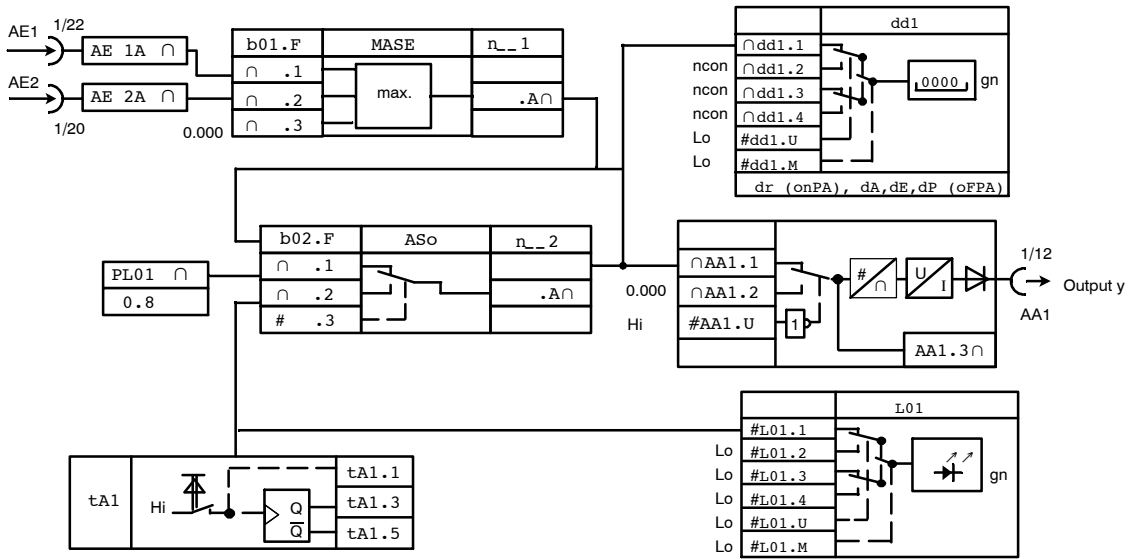 AE1
1/22
AE 1A ∩
AE2
AE 2A ∩
1/20
0.000
b01.F MASE n__1
∩ .1
∩ .2
∩ .3
max.
.A∩
dd1
∩dd1.1
ncon ∩dd1.2
ncon ∩dd1.3
ncon ∩dd1.4
Lo #dd1.U
Lo #dd1.M
0000
gn
dr (onPA), dA,dE,dP (oFPA)
b02.F ASo n__2
∩ .1
∩ .2
# .3
.A∩
PL01 ∩
0.8
∩AA1.1
0.000 ∩AA1.2
Hi #AA1.U
1
#
∩
U
I
AA1.3∩
1/12
Output y
AA1
L01
#L01.1
Lo #L01.2
Lo #L01.3
Lo #L01.4
Lo #L01.U
Lo #L01.M
gn
tA1
Hi
Q
Q̅
tA1.1
tA1.3
tA1.5